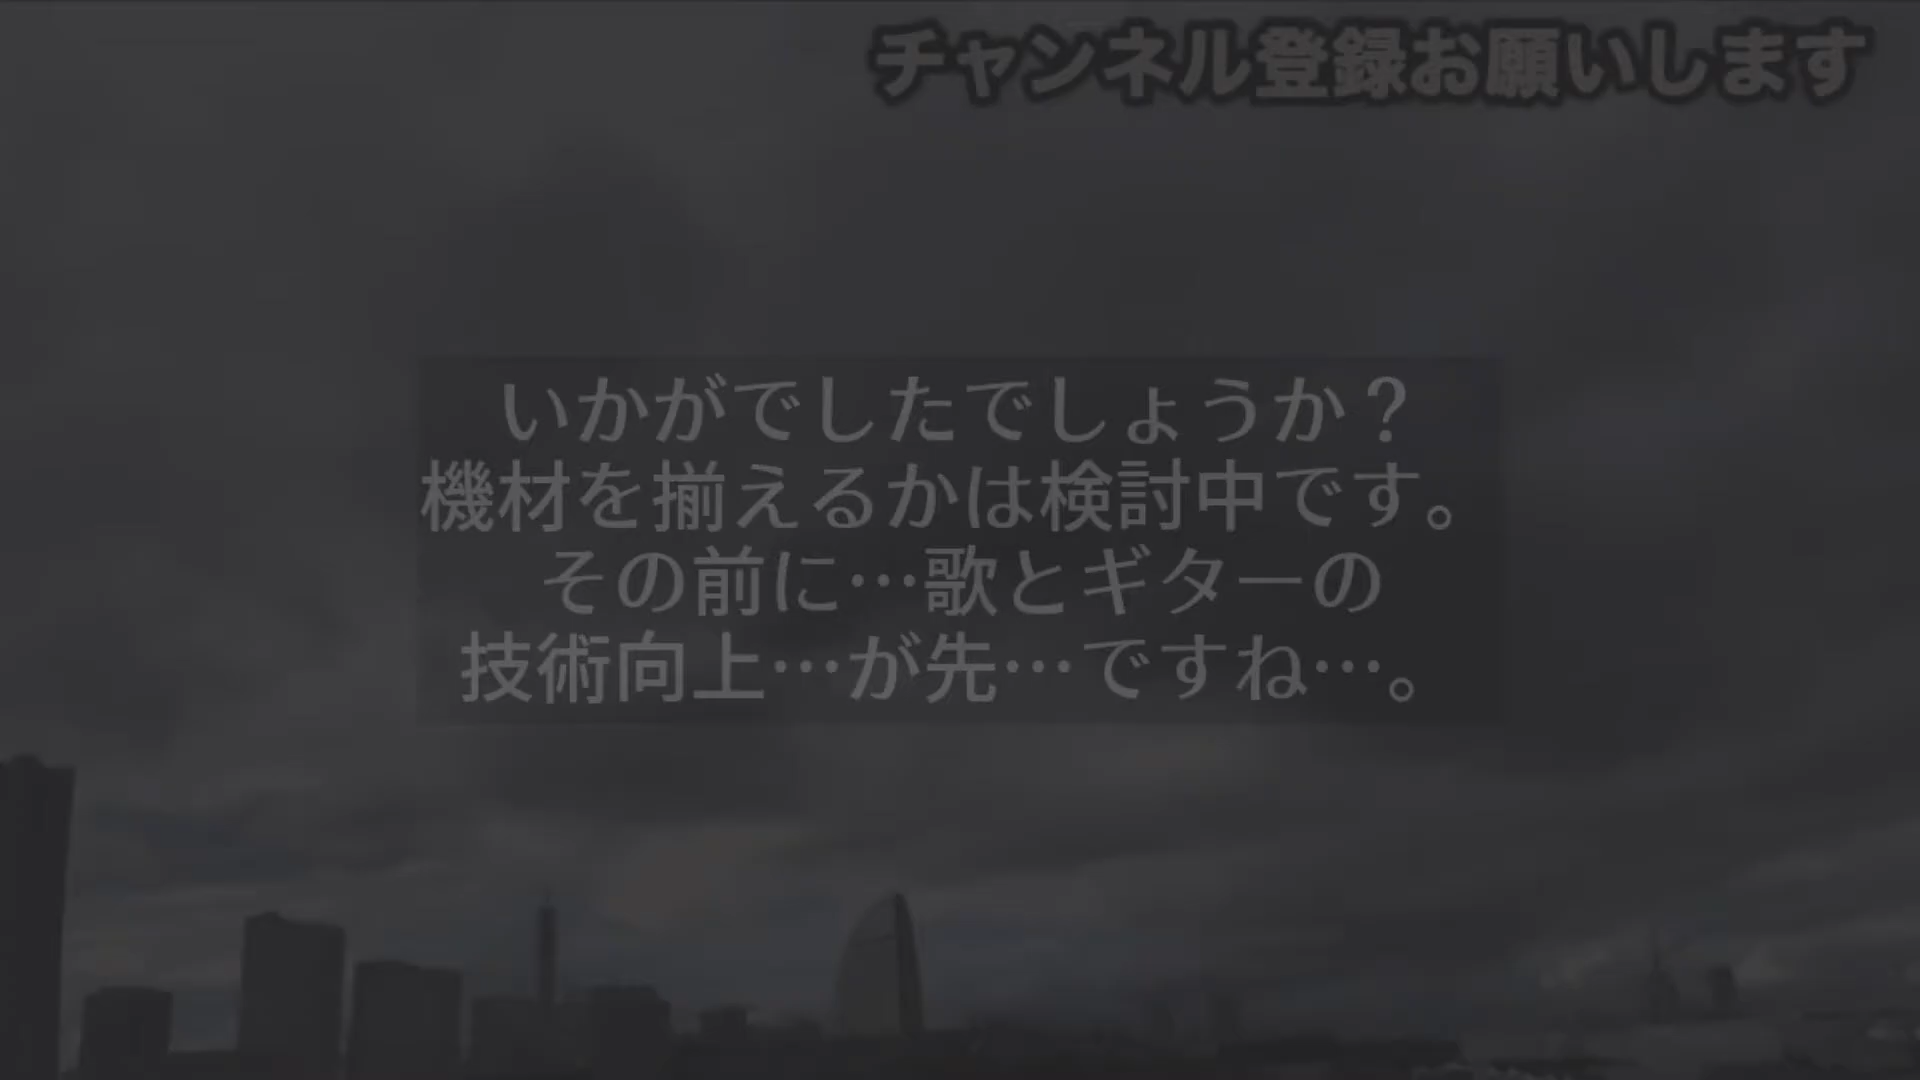 チャンネル登録お願いします
いかがでしたでしょうか？
機材を揃えるかは検討中です。
その前に…歌とギターの
技術向上…が先…ですね…。